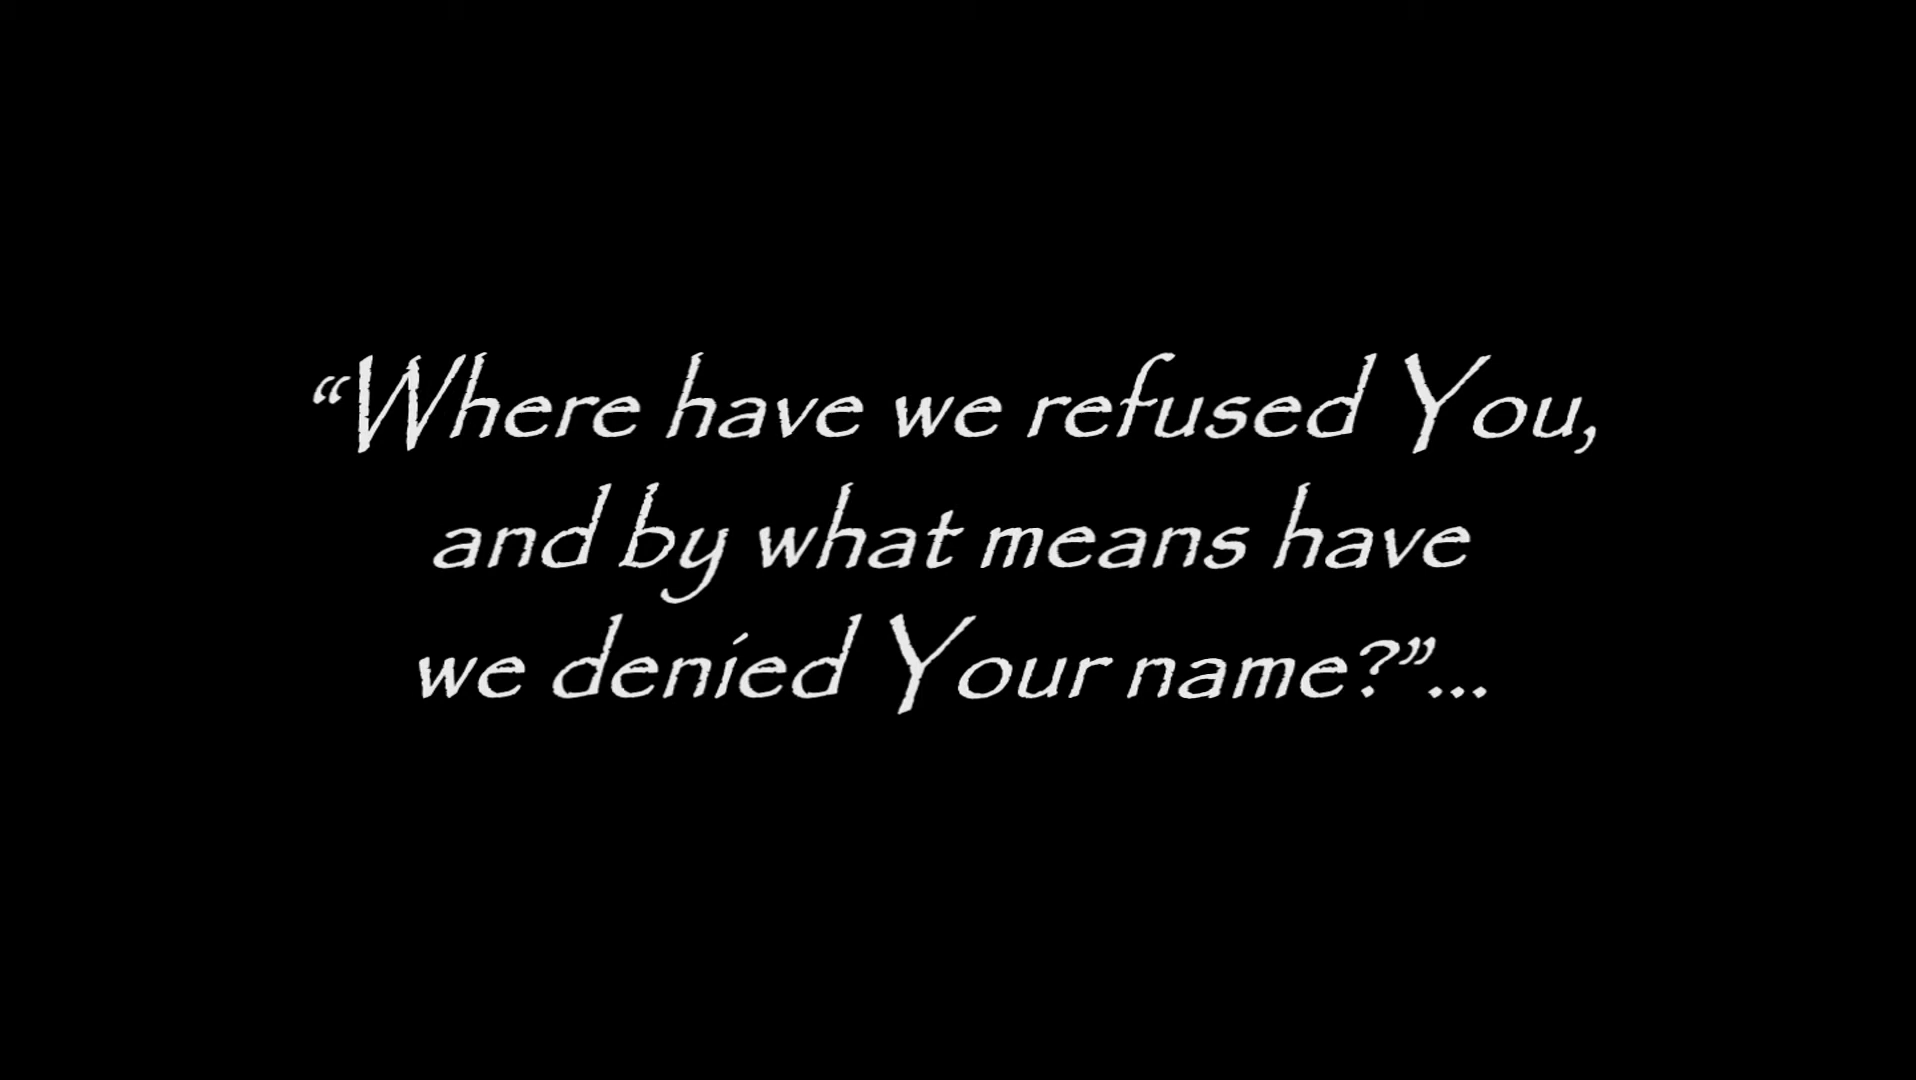 “Where have we refused You,
and by what means have
we denied Your name?”...